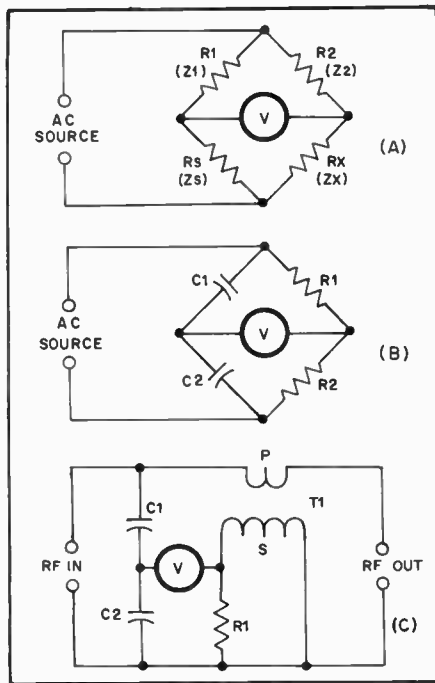 R1 R2
(Z1) (Z2)
V
AC
SOURCE
(A)
RS RX
(ZS) (ZX)
C1 R1
V
AC
SOURCE
(B)
C2 R2
P
C1 T1
V S
RF IN RF OUT
C2 R1
(C)